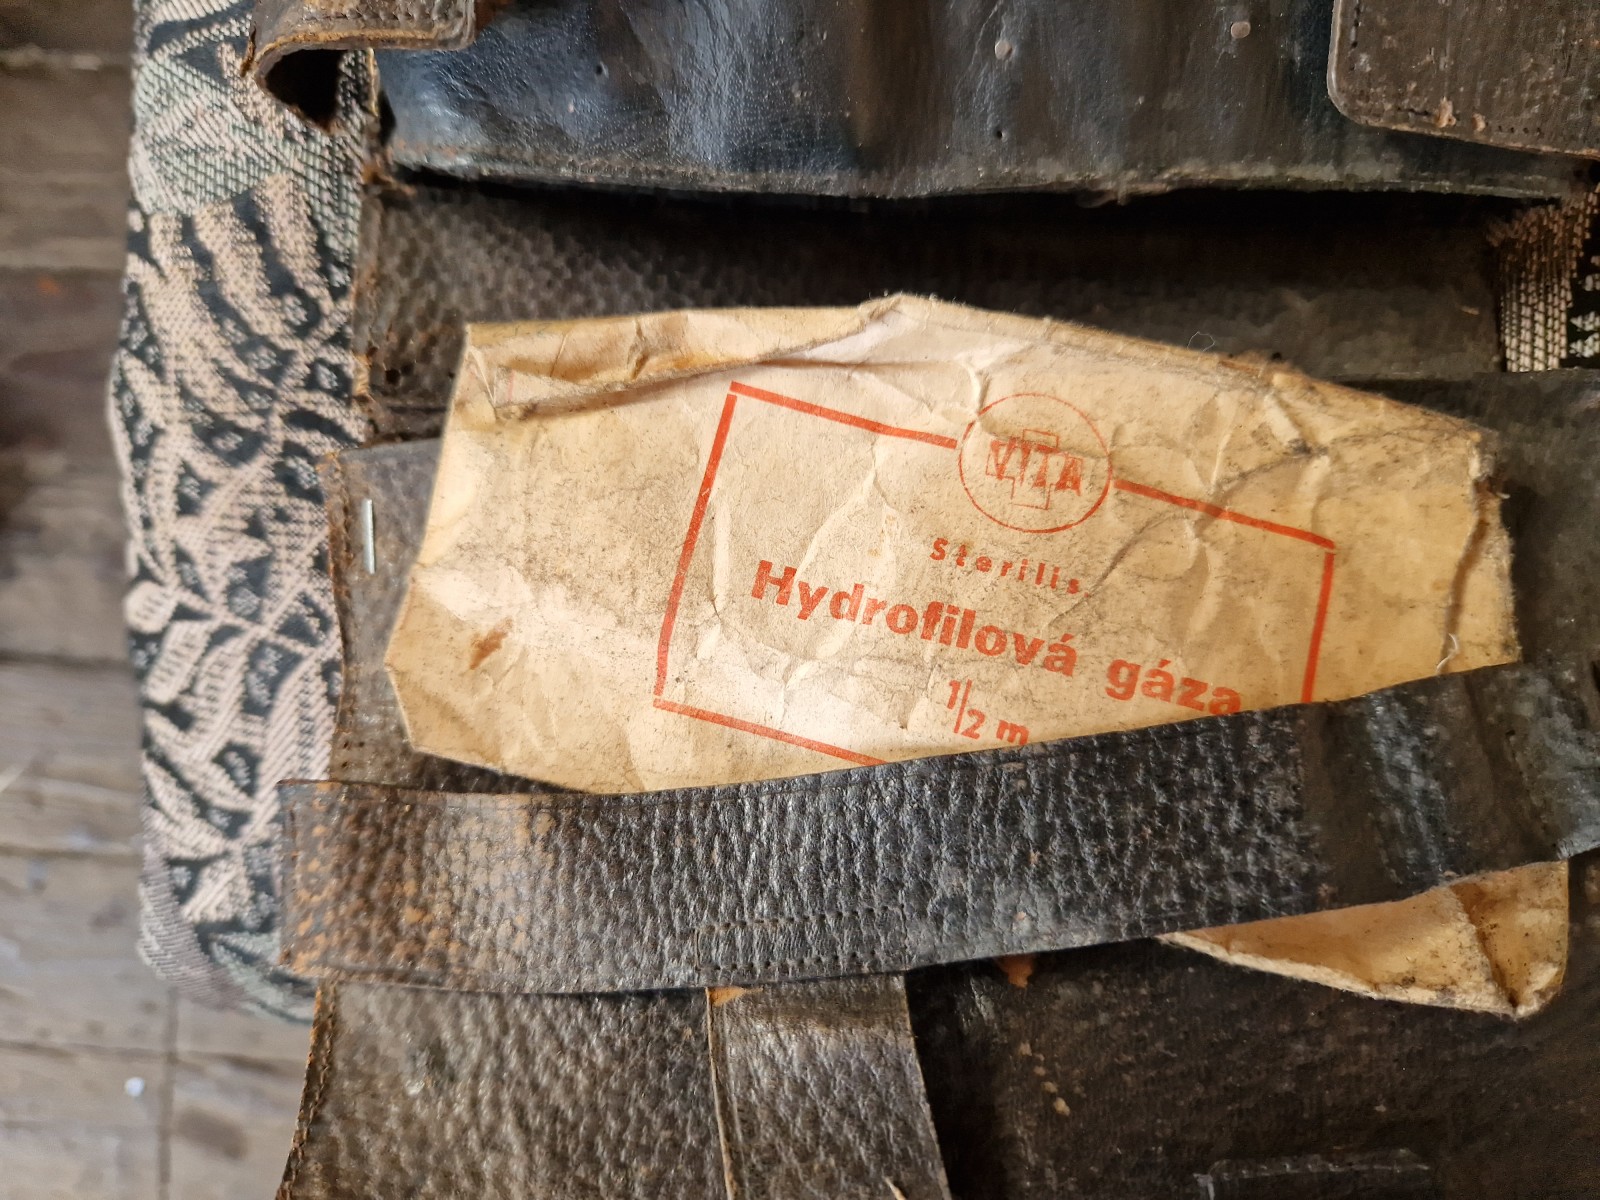 VITA
Sterilis
Hydrofilová gáza
1/2 m